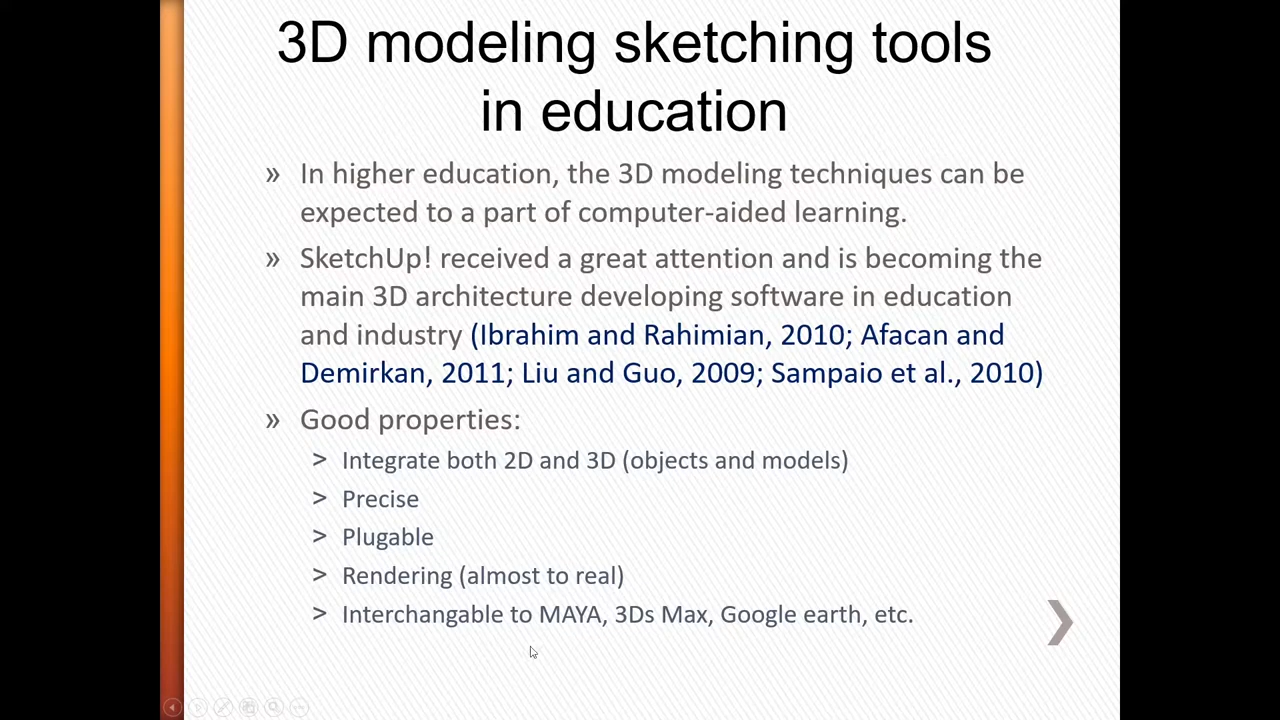 3D modeling sketching tools
in education
» In higher education, the 3D modeling techniques can be
expected to a part of computer-aided learning.
» SketchUp! received a great attention and is becoming the
main 3D architecture developing software in education
and industry (Ibrahim and Rahimian, 2010; Afacan and
Demirkan, 2011; Liu and Guo, 2009; Sampaio et al., 2010)
» Good properties:
> Integrate both 2D and 3D (objects and models)
> Precise
> Plugable
> Rendering (almost to real)
> Interchangable to MAYA, 3Ds Max, Google earth, etc.